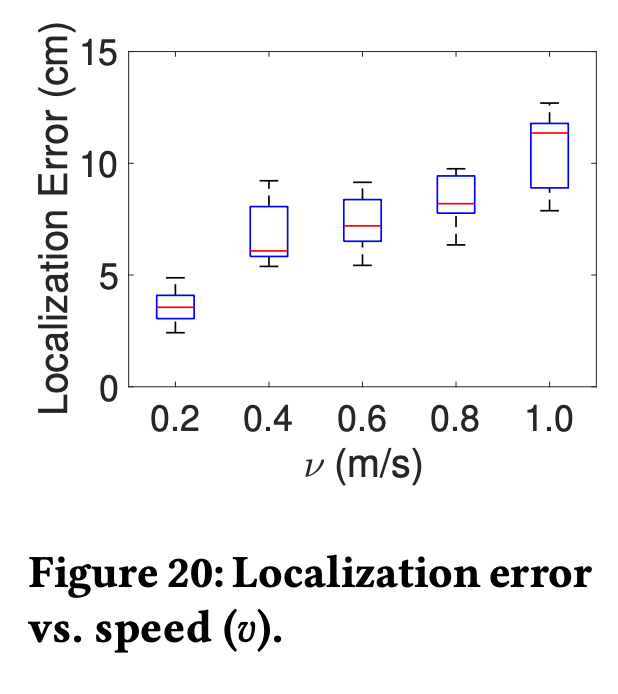 Localization Error (cm)
15
10
5
0
0.2 0.4 0.6 0.8 1.0
ν (m/s)
Figure 20: Localization error
vs. speed (v).